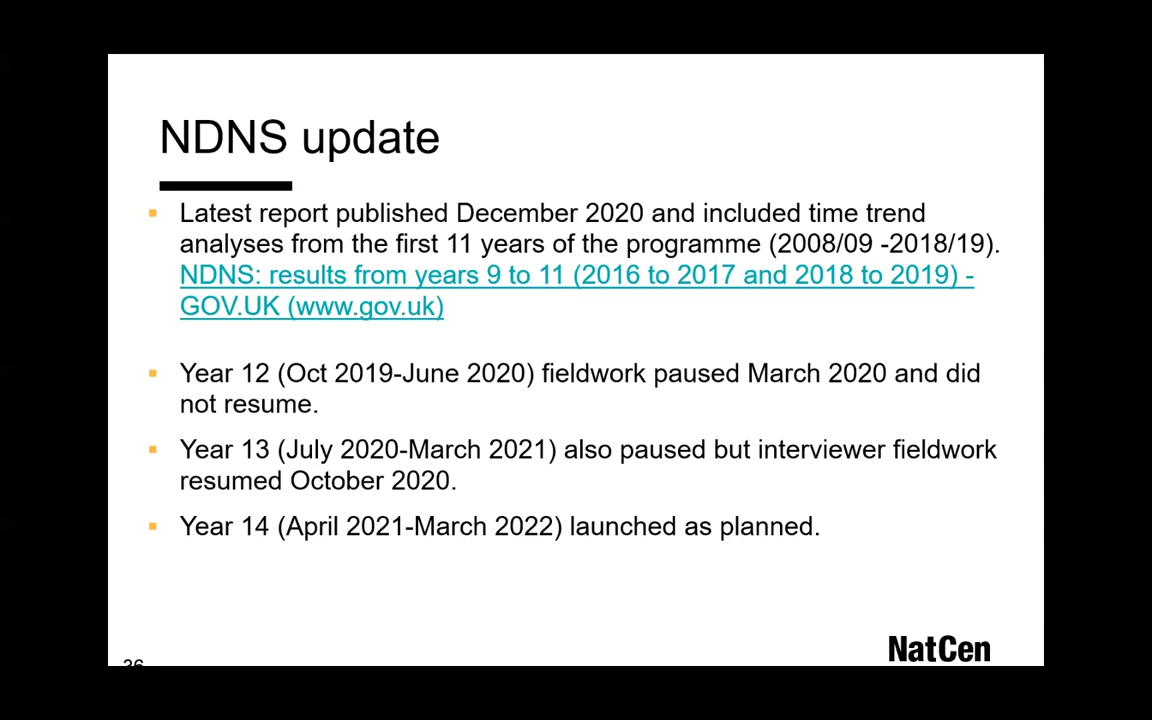 NDNS update
▪ Latest report published December 2020 and included time trend
analyses from the first 11 years of the programme (2008/09 -2018/19).
NDNS: results from years 9 to 11 (2016 to 2017 and 2018 to 2019) -
GOV.UK (www.gov.uk)
▪ Year 12 (Oct 2019-June 2020) fieldwork paused March 2020 and did
not resume.
▪ Year 13 (July 2020-March 2021) also paused but interviewer fieldwork
resumed October 2020.
▪ Year 14 (April 2021-March 2022) launched as planned.
NatCen